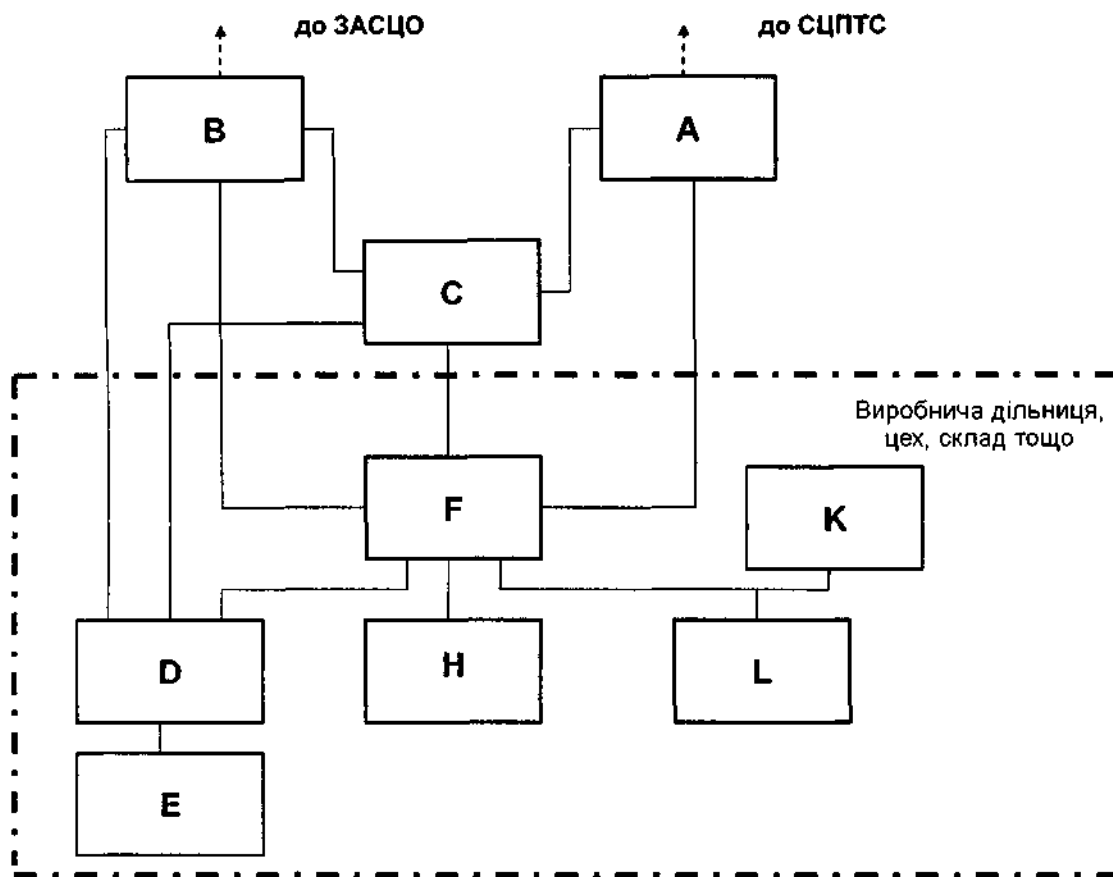 до ЗАСЦО
до СЦПТС
B
A
C
Виробнича дільниця,
цех, склад тощо
F
K
D
H
L
E